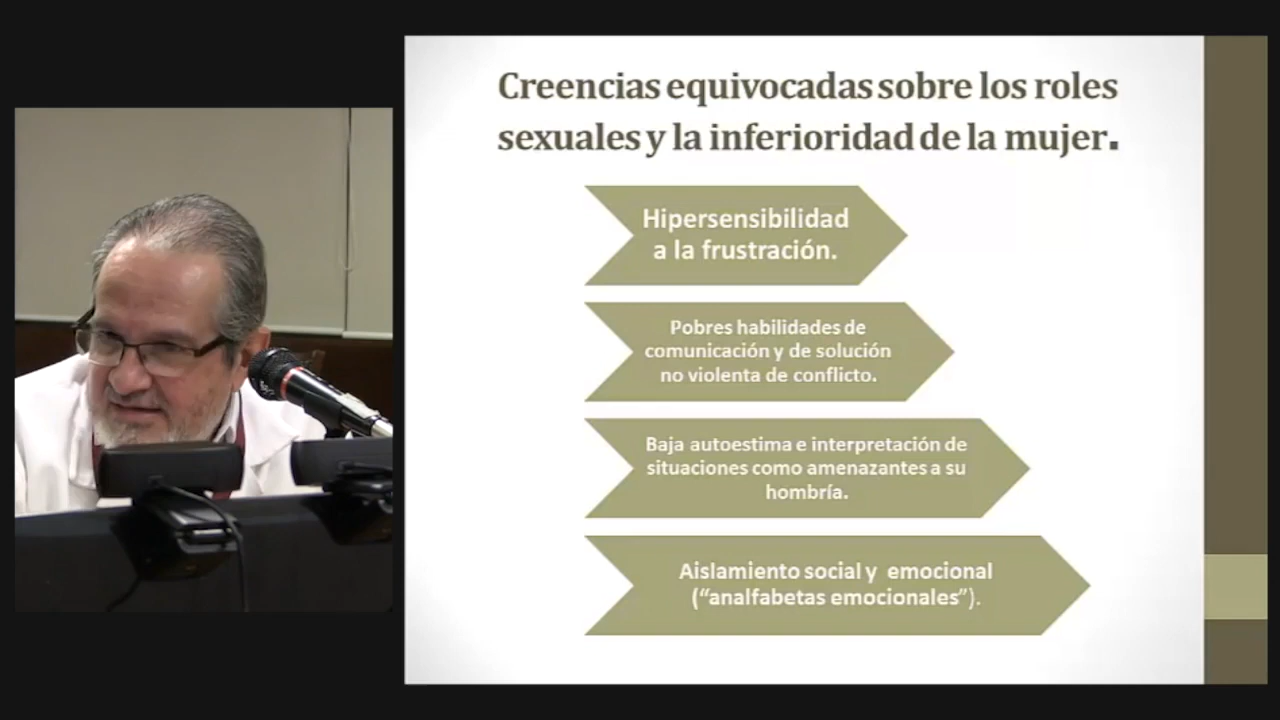 Creencias equivocadas sobre los roles
sexuales y la inferioridad de la mujer.
Hipersensibilidad
a la frustración.
Pobres habilidades de
comunicación y de solución
no violenta de conflicto.
Baja autoestima e interpretación de
situaciones como amenazantes a su
hombría.
Aislamiento social y emocional
(“analfabetas emocionales”).